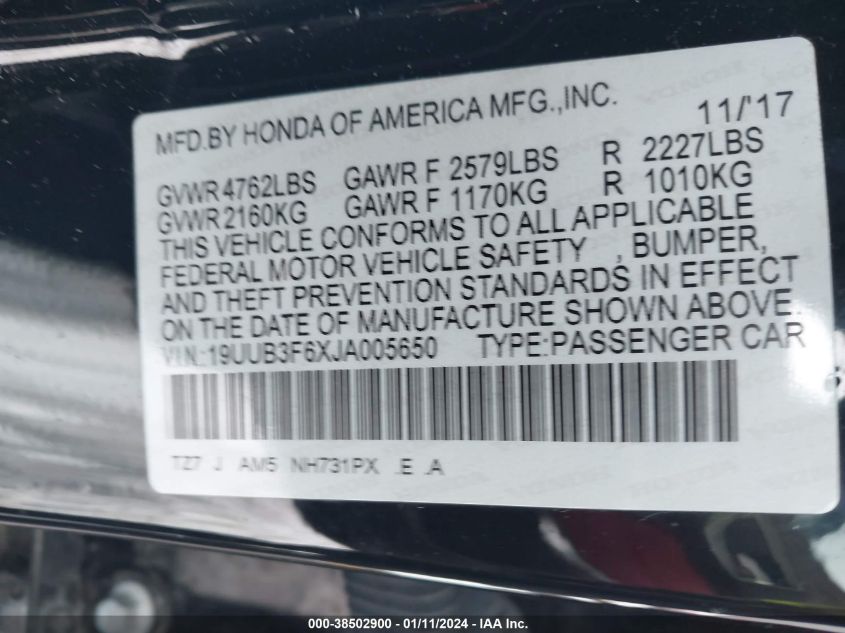 MFD.BY HONDA OF AMERICA MFG.,INC. 11/'17
GVWR 4762LBS GAWR F 2579LBS R 2227LBS
GVWR 2160KG GAWR F 1170KG R 1010KG
THIS VEHICLE CONFORMS TO ALL APPLICABLE
FEDERAL MOTOR VEHICLE SAFETY , BUMPER,
AND THEFT PREVENTION STANDARDS IN EFFECT
ON THE DATE OF MANUFACTURE SHOWN ABOVE.
VIN:19UUB3F6XJA005650 TYPE:PASSENGER CAR
TZ7 J AM5 NH731PX .E .A
000-38502900 - 01/11/2024 - IAA Inc.